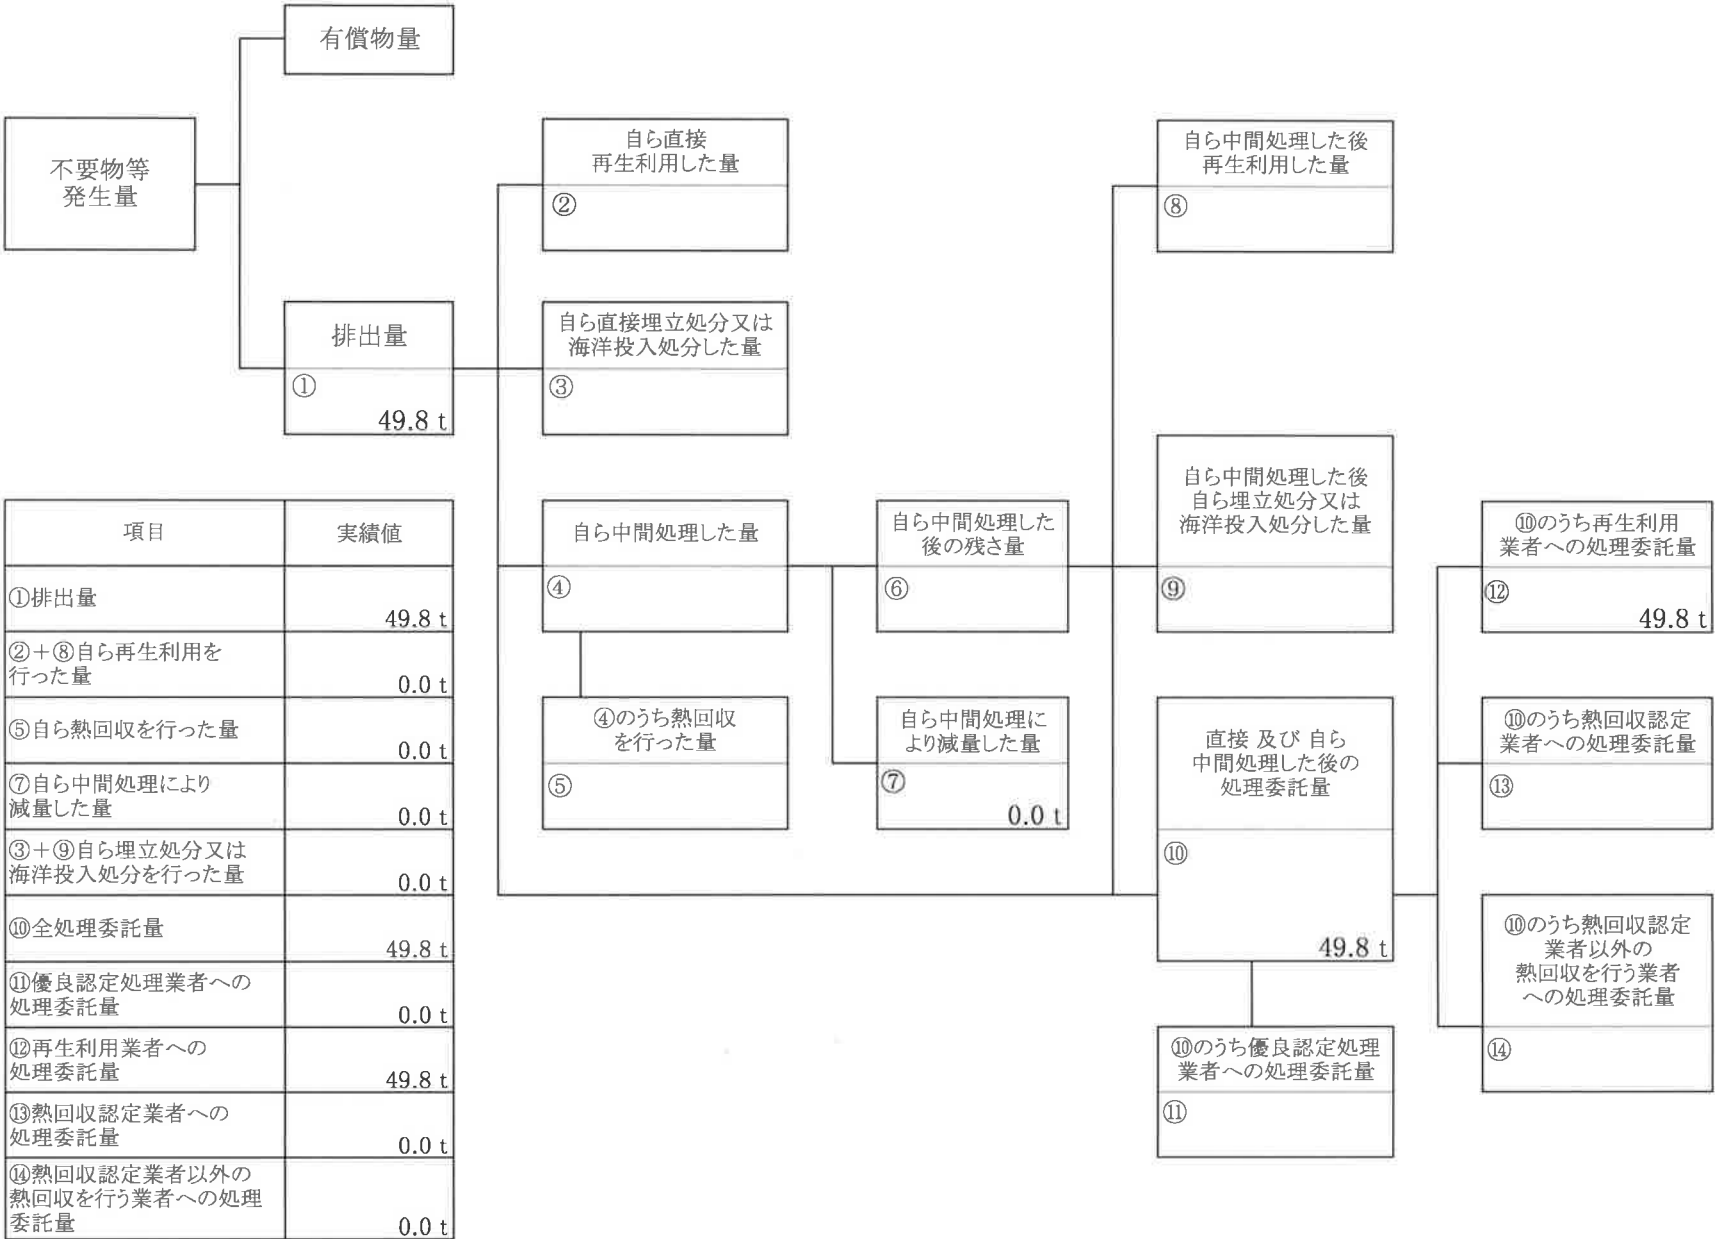 有償物量
不要物等
発生量
排出量
①
49.8 t
自ら直接
再生利用した量
②
自ら直接埋立処分又は
海洋投入処分した量
③
自ら中間処理した量
④
④のうち熱回収
を行った量
⑤
自ら中間処理した
後の残さ量
⑥
自ら中間処理に
より減量した量
⑦
0.0 t
自ら中間処理した後
再生利用した量
⑧
自ら中間処理した後
自ら埋立処分又は
海洋投入処分した量
⑨
直接 及び 自ら
中間処理した後の
処理委託量
⑩
49.8 t
⑩のうち優良認定処理
業者への処理委託量
⑪
⑩のうち再生利用
業者への処理委託量
⑫
49.8 t
⑩のうち熱回収認定
業者への処理委託量
⑬
⑩のうち熱回収認定
業者以外の
熱回収を行う業者
への処理委託量
⑭
項目 実績値
①排出量
49.8 t
②+⑧自ら再生利用を
行った量
0.0 t
⑤自ら熱回収を行った量
0.0 t
⑦自ら中間処理により
減量した量
0.0 t
③+⑨自ら埋立処分又は
海洋投入処分を行った量
0.0 t
⑩全処理委託量
49.8 t
⑪優良認定処理業者への
処理委託量
0.0 t
⑫再生利用業者への
処理委託量
49.8 t
⑬熱回収認定業者への
処理委託量
0.0 t
⑭熱回収認定業者以外の
熱回収を行う業者への処理
委託量
0.0 t